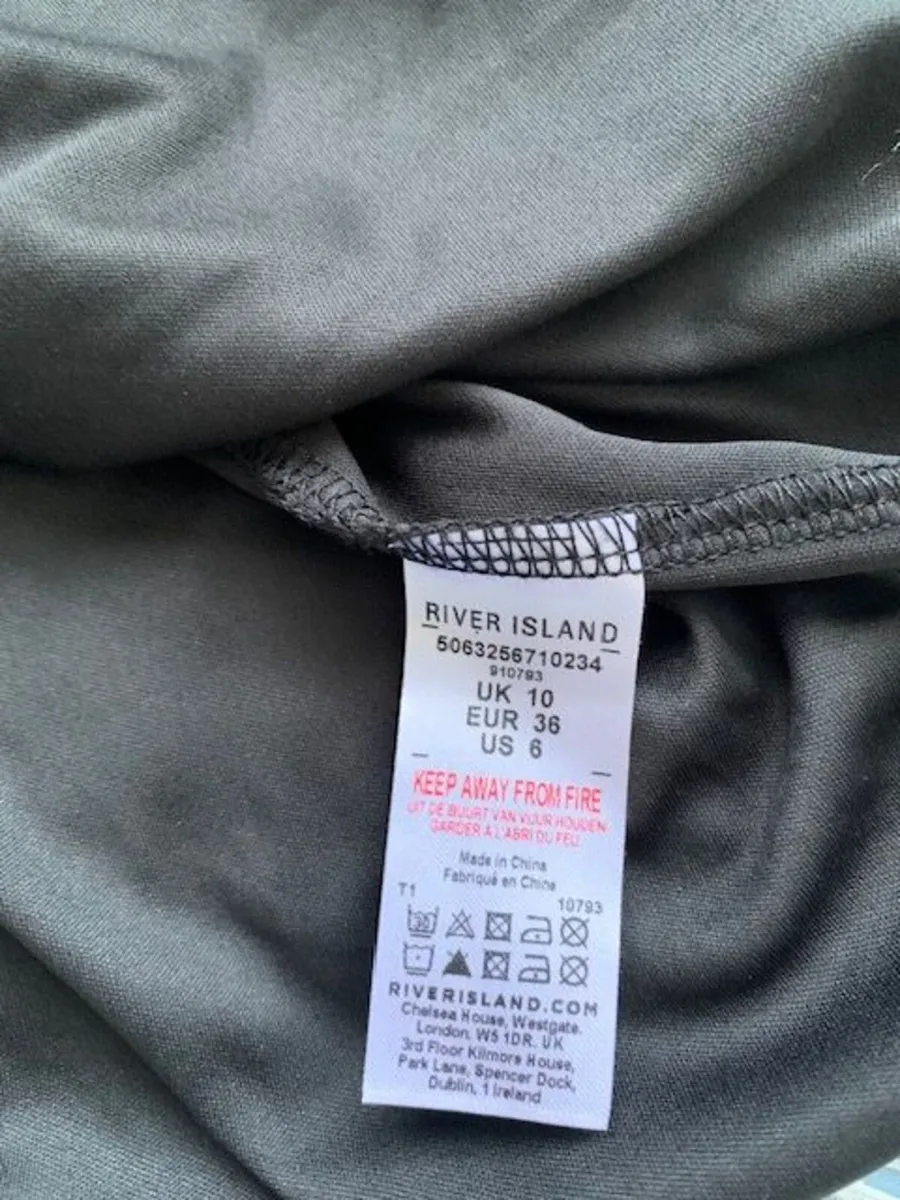 RIVER ISLAND
5063256710234
910793
UK 10
EUR 36
US 6
KEEP AWAY FROM FIRE
UIT DE BUURT VAN VUUR HOUDEN
GARDER À L'ABRI DU FEU
Made in China
Fabriqué en Chine
T1 10793
30
RIVERISLAND.COM
Chelsea House, Westgate.
London. W5 1DR. UK
3rd Floor Kilmore House,
Park Lane, Spencer Dock,
Dublin, 1 Ireland